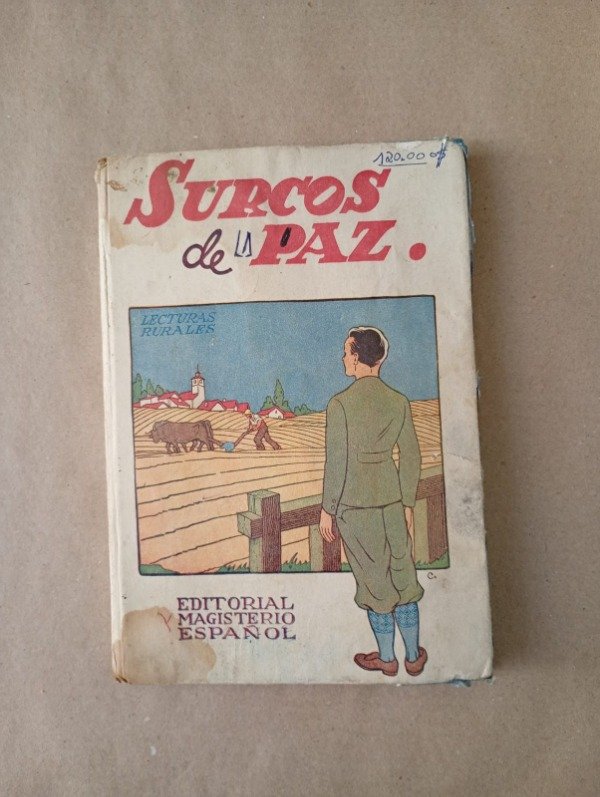 120.00
SURCOS
de LA PAZ.
LECTURAS
RURALES
C.
EDITORIAL
Y MAGISTERIO
ESPAÑOL